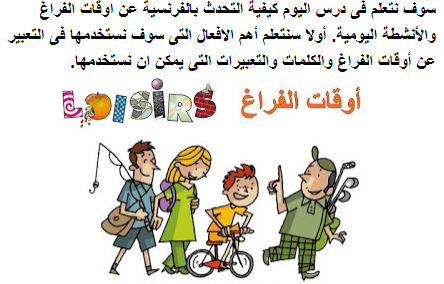 سوف نتعلم فى درس اليوم كيفية التحدث بالفرنسية عن اوقات الفراغ
والأنشطة اليومية. أولا سنتعلم أهم الافعال التى سوف نستخدمها فى التعبير
عن أوقات الفراغ والكلمات والتعبيرات التى يمكن ان نستخدمها.
أوقات الفراغ LOISIRS